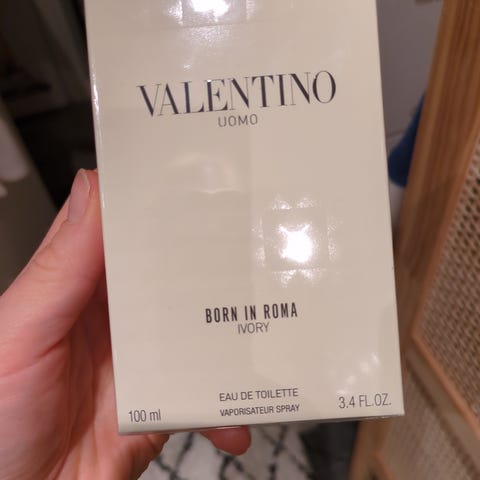 VALENTINO
UOMO
BORN IN ROMA
IVORY
EAU DE TOILETTE
100 ml VAPORISATEUR SPRAY 3.4 FL.OZ.